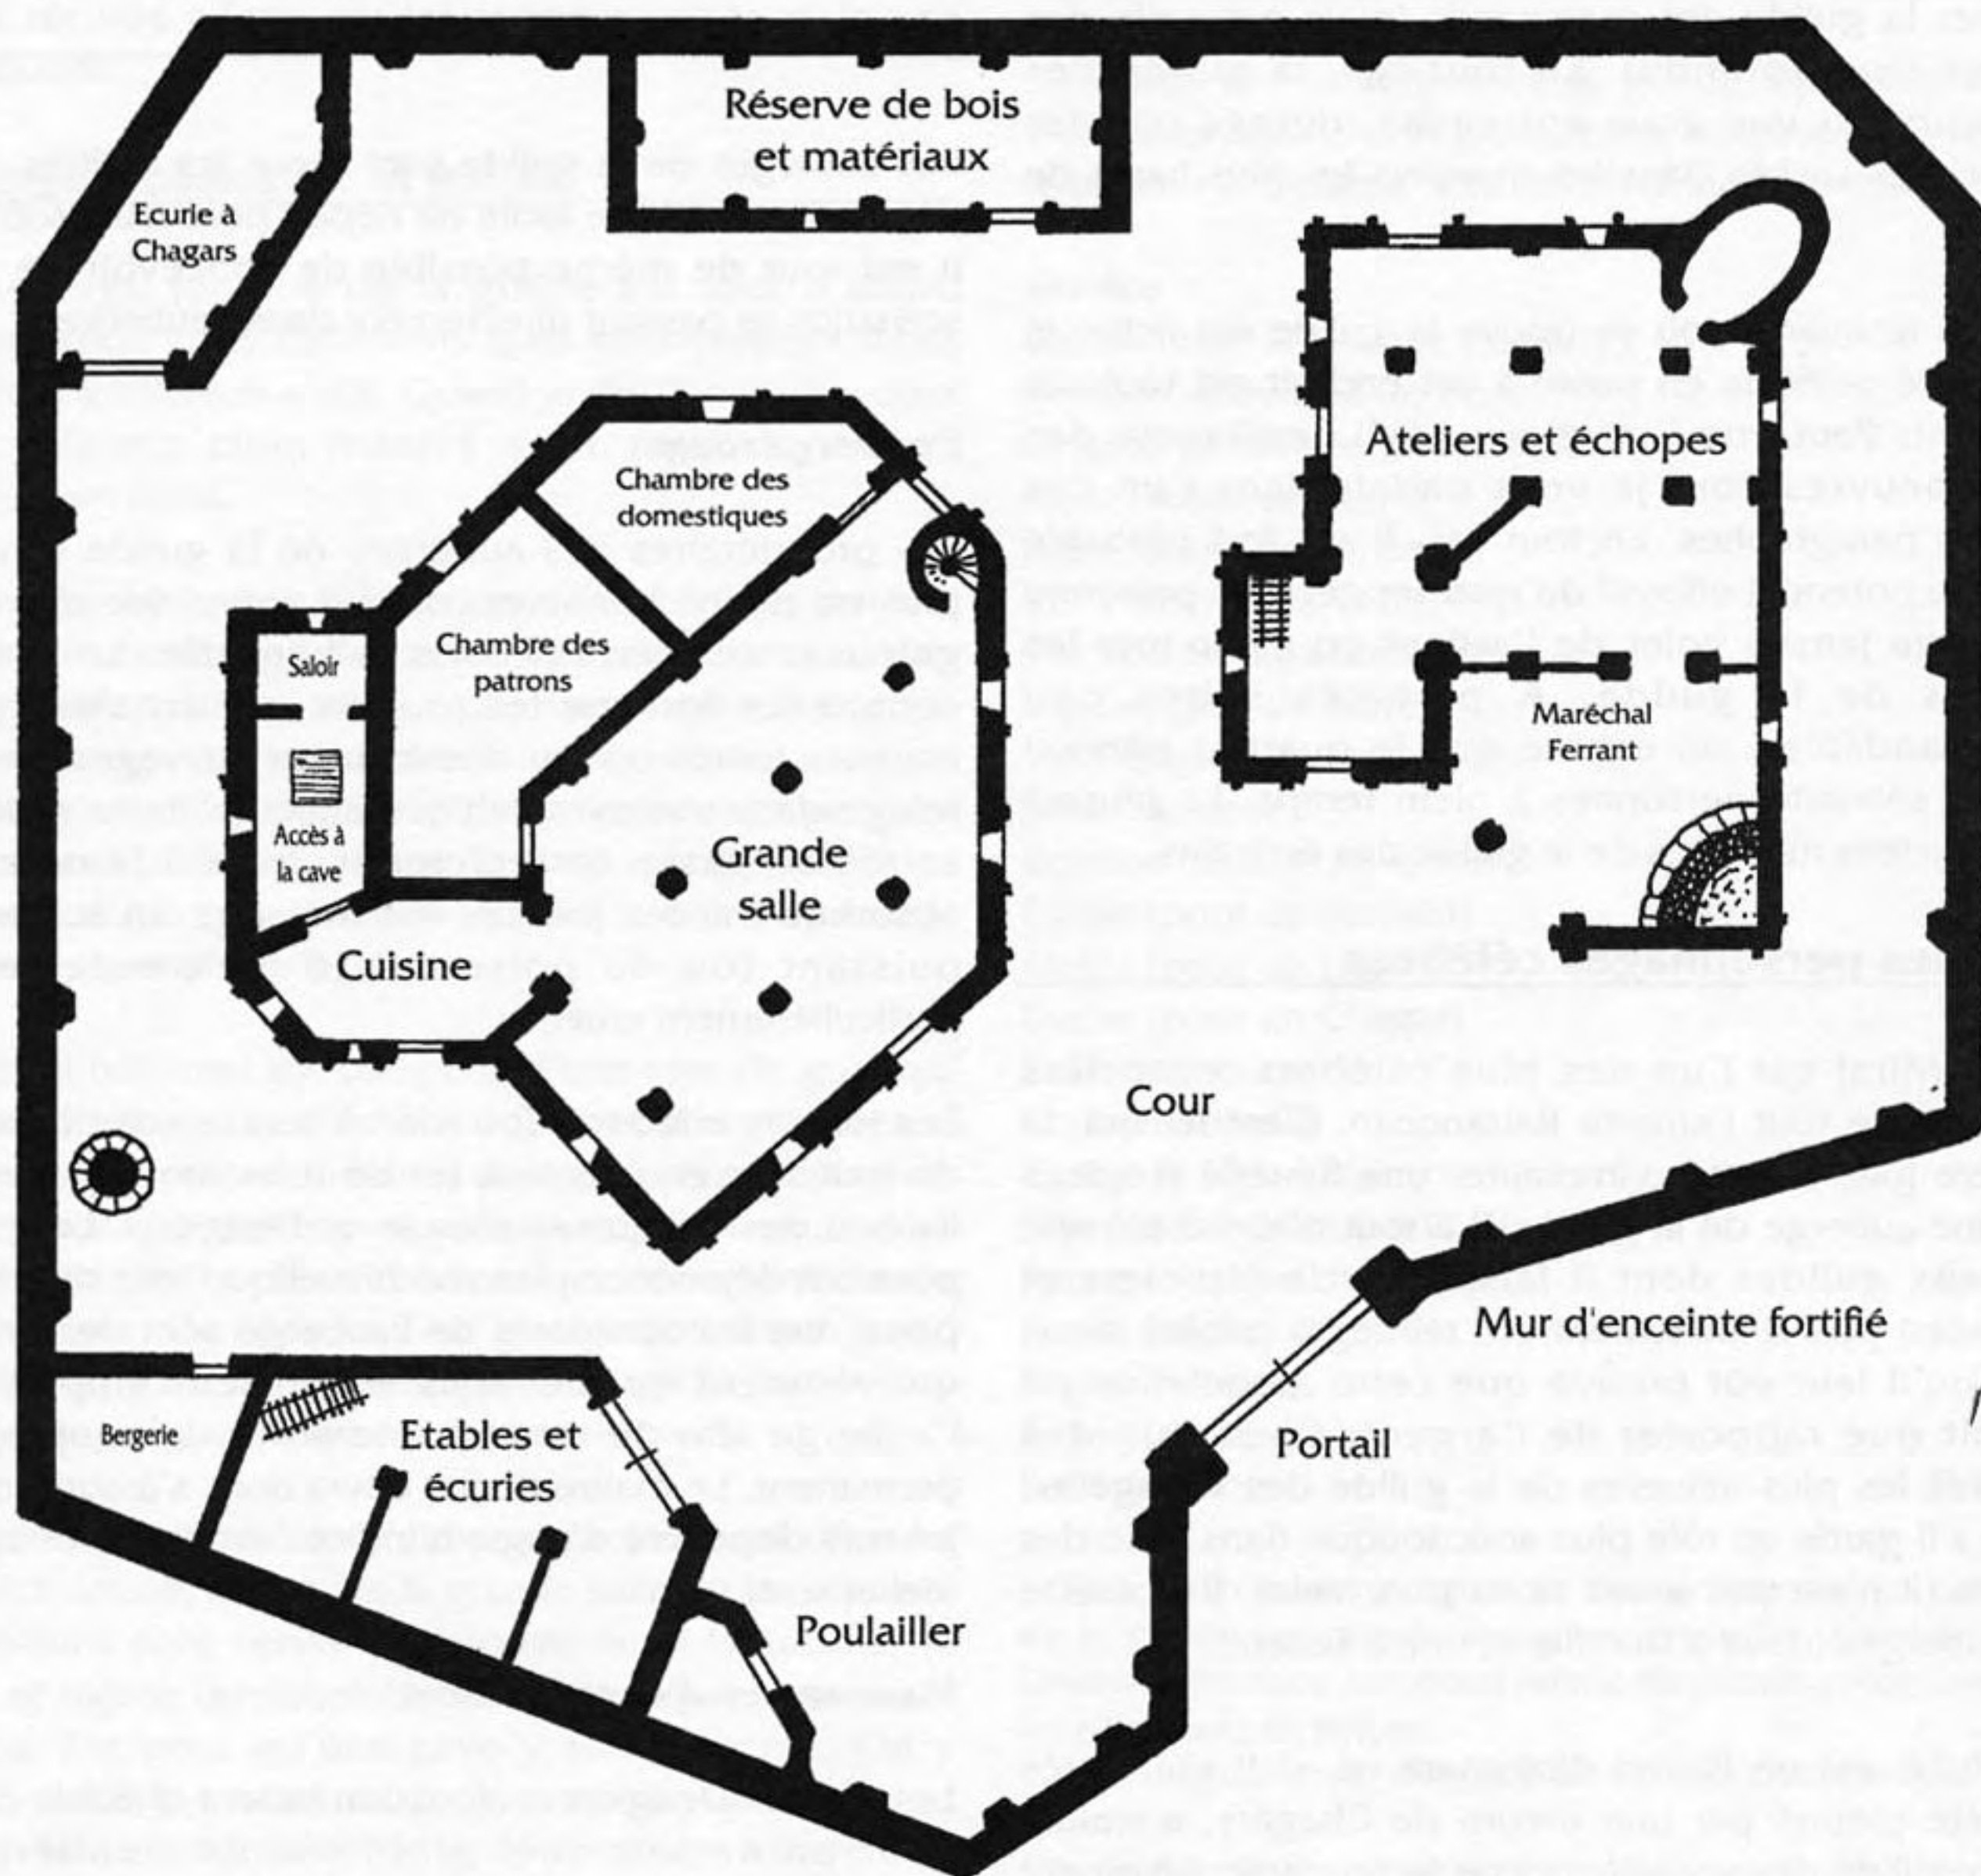 Réserve de bois
et matériaux
Ecurie à
Chagars
Ateliers et échopes
Chambre des
domestiques
Chambre des
patrons
Saloir
Maréchal
Ferrant
Accès à
la cave
Grande
salle
Cuisine
Cour
Mur d'enceinte fortifié
Portail
Bergerie
Etables et
écuries
Poulailler